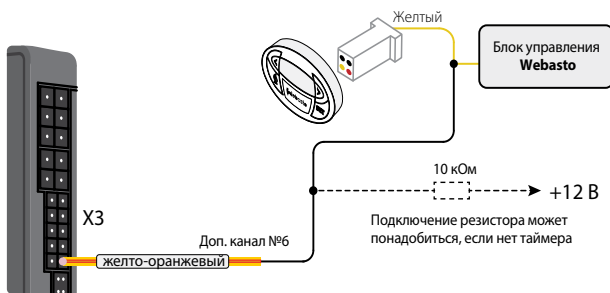 Желтый
Блок управления
Webasto
webasto
X3
10 кОм
+12 В
Доп. канал №6
Подключение резистора может
понадобиться, если нет таймера
желто-оранжевый